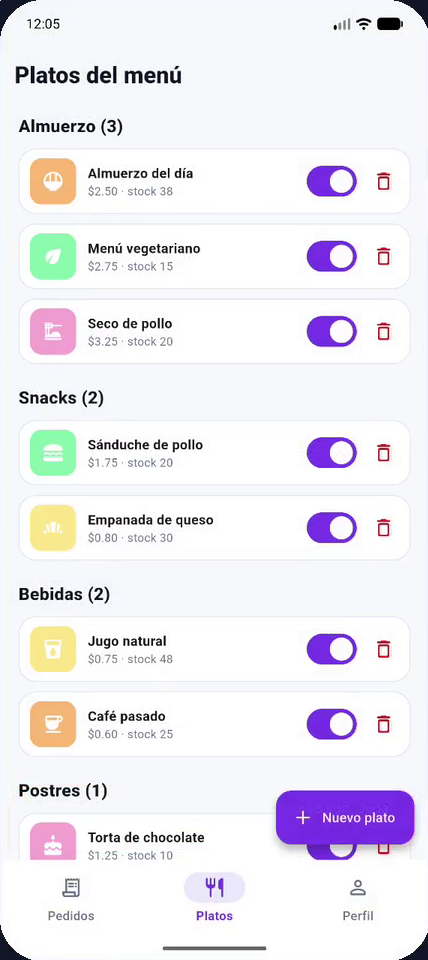 12:05
Platos del menú
Almuerzo (3)
Almuerzo del día
$2.50 · stock 38
Menú vegetariano
$2.75 · stock 15
Seco de pollo
$3.25 · stock 20
Snacks (2)
Sánduche de pollo
$1.75 · stock 20
Empanada de queso
$0.80 · stock 30
Bebidas (2)
Jugo natural
$0.75 · stock 48
Café pasado
$0.60 · stock 25
Postres (1)
Nuevo plato
Torta de chocolate
$1.25 · stock 10
Pedidos
Platos
Perfil